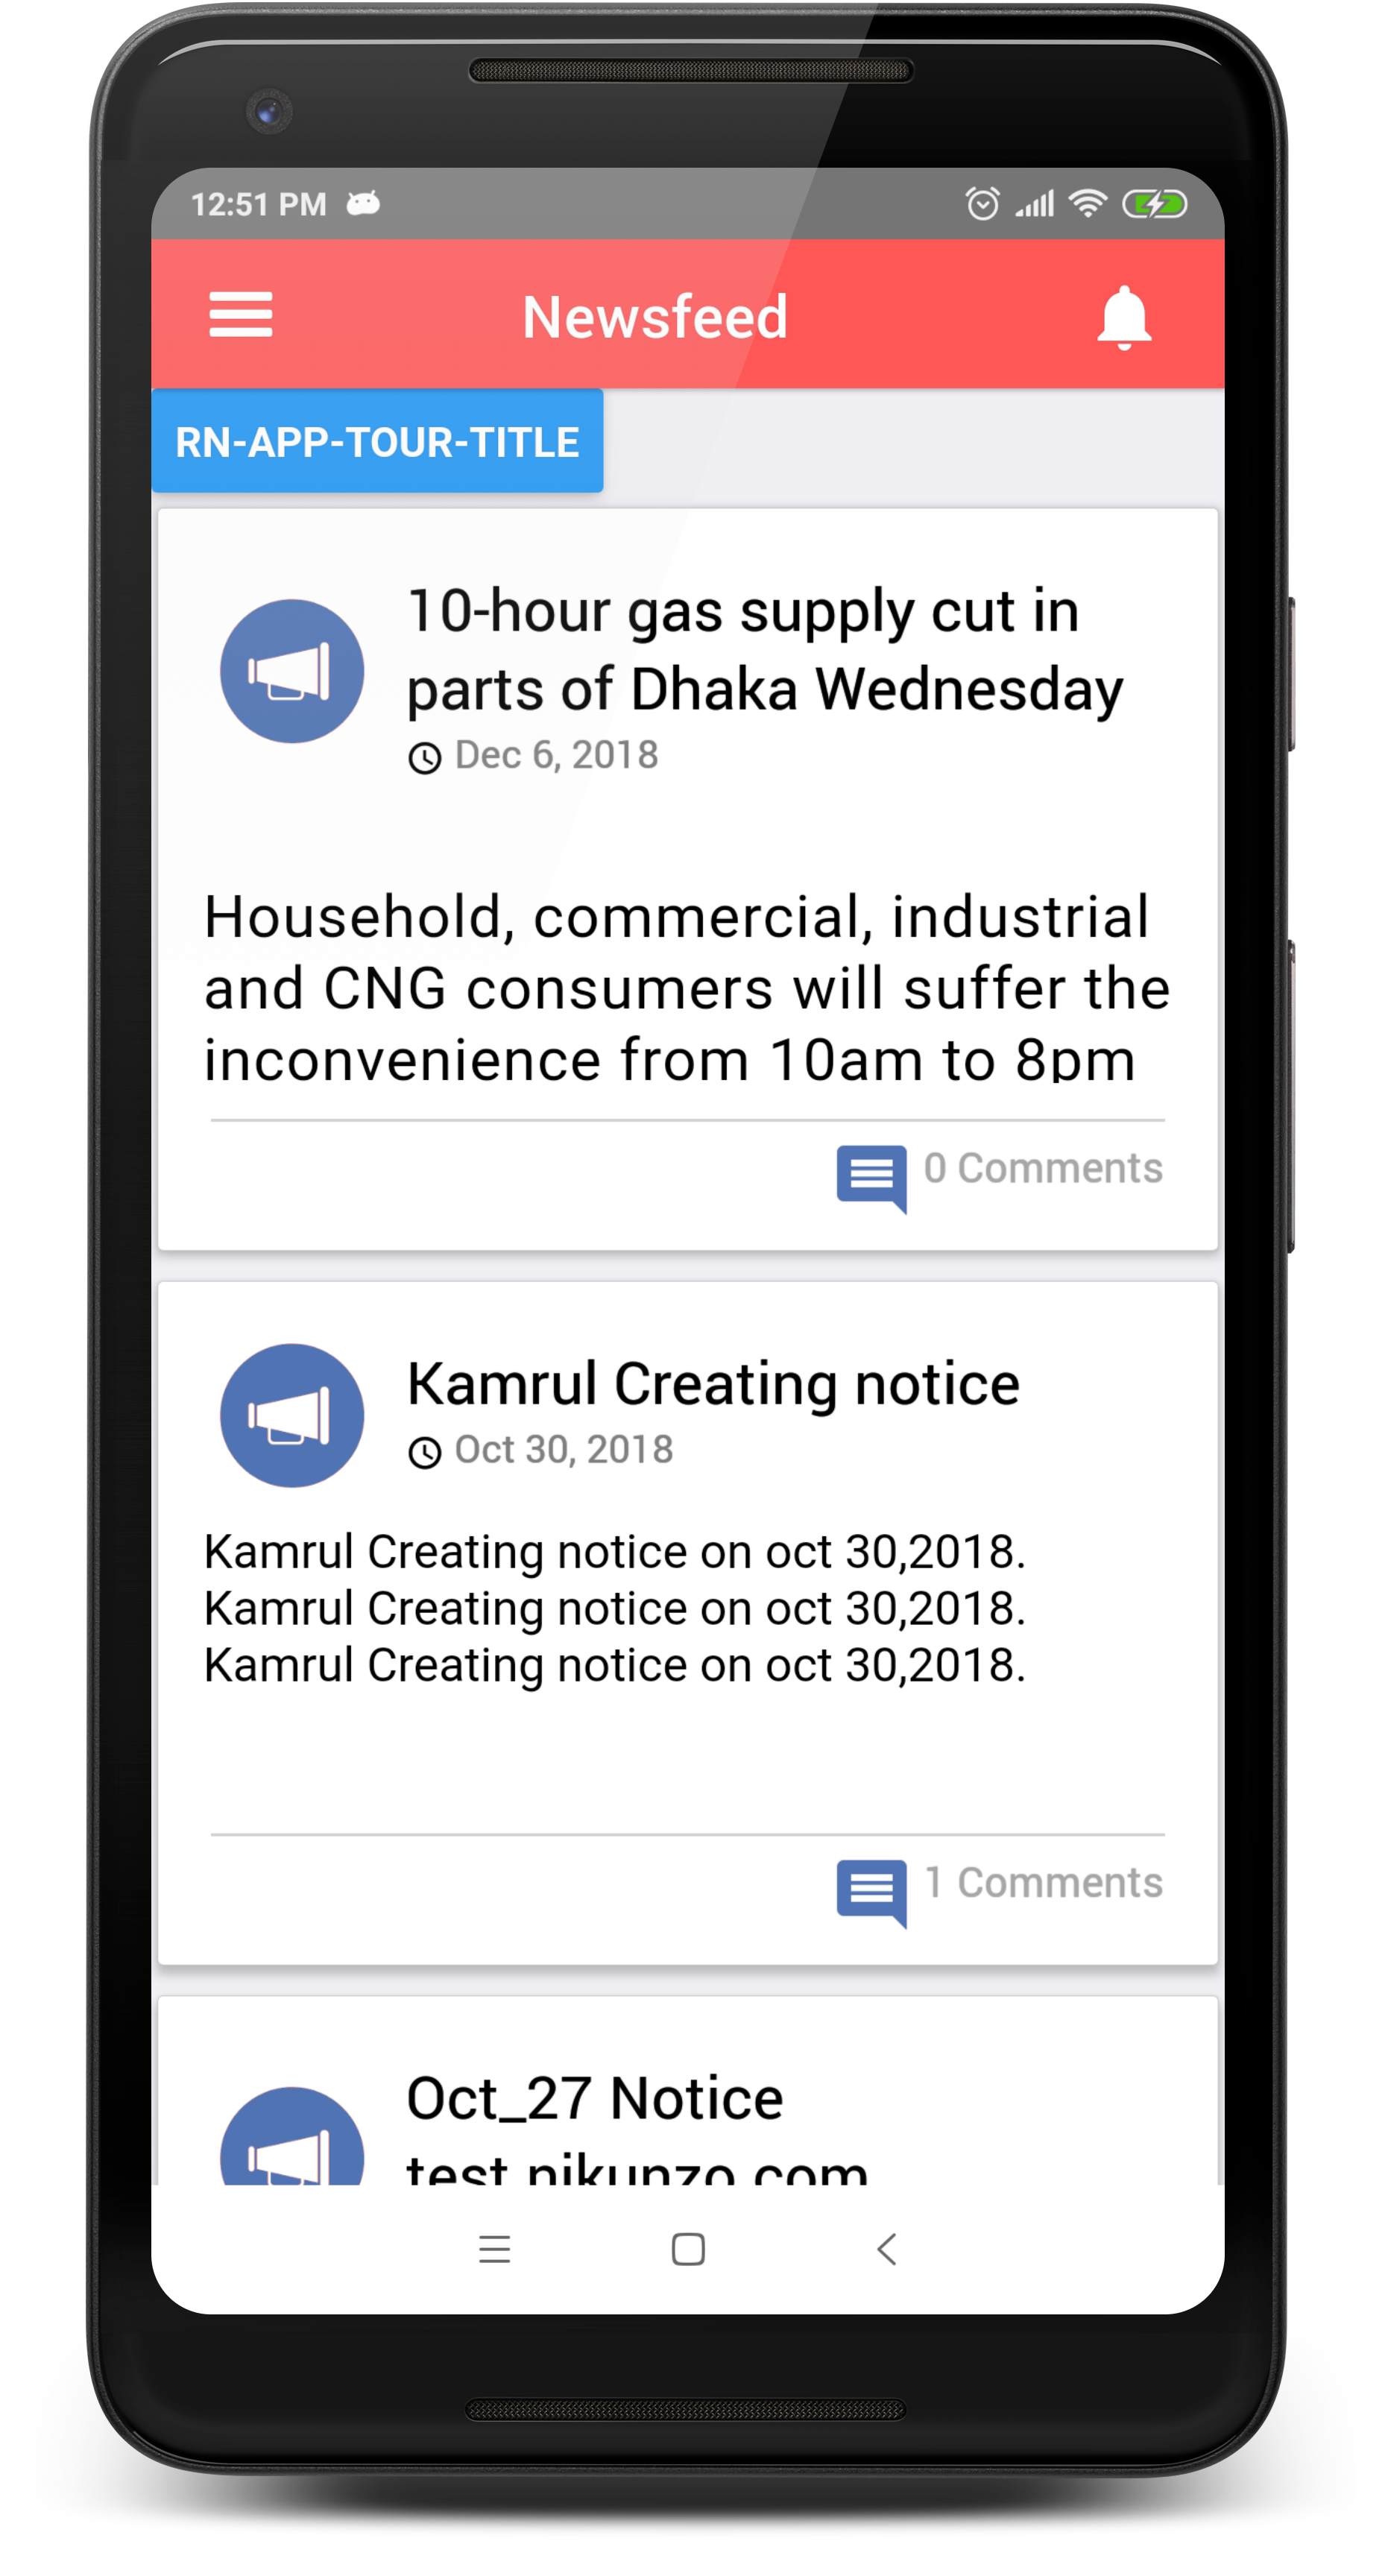 12:51 PM
Newsfeed
RN-APP-TOUR-TITLE
10-hour gas supply cut in
parts of Dhaka Wednesday
Dec 6, 2018
Household, commercial, industrial
and CNG consumers will suffer the
inconvenience from 10am to 8pm
0 Comments
Kamrul Creating notice
Oct 30, 2018
Kamrul Creating notice on oct 30,2018.
Kamrul Creating notice on oct 30,2018.
Kamrul Creating notice on oct 30,2018.
1 Comments
Oct_27 Notice
test.nikunzo.com